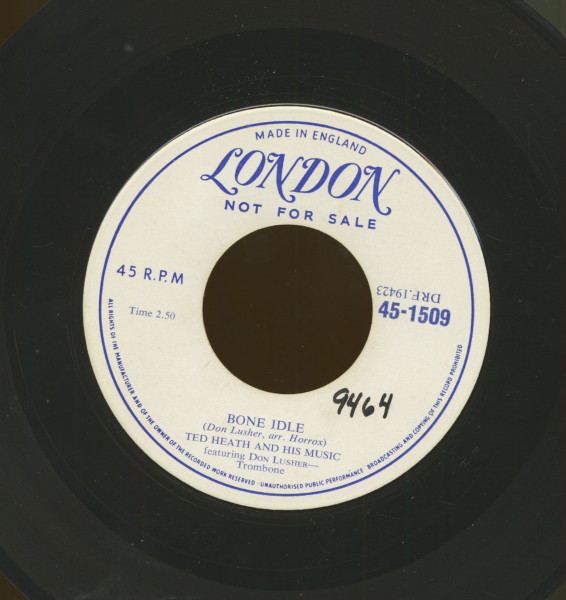 MADE IN ENGLAND
LONDON
NOT FOR SALE
45 R.P.M
DRF.19423
Time 2.50
45-1509
9464
BONE IDLE
(Don Lusher, arr. Horrox)
TED HEATH AND HIS MUSIC
featuring DON LUSHER—
Trombone
ALL RIGHTS OF THE MANUFACTURER AND OF THE OWNER OF THE RECORDED WORK RESERVED - UNAUTHORISED PUBLIC PERFORMANCE BROADCASTING AND COPYING OF THIS RECORD PROHIBITED